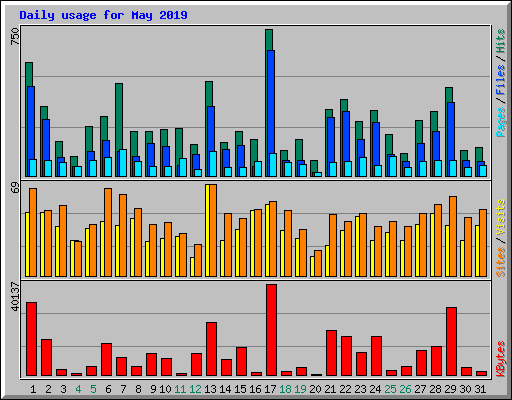 Daily usage for May 2019
750
Pages / Files / Hits
69
Sites / Visits
40137
KBytes
1 2 3 4 5 6 7 8 9 10 11 12 13 14 15 16 17 18 19 20 21 22 23 24 25 26 27 28 29 30 31